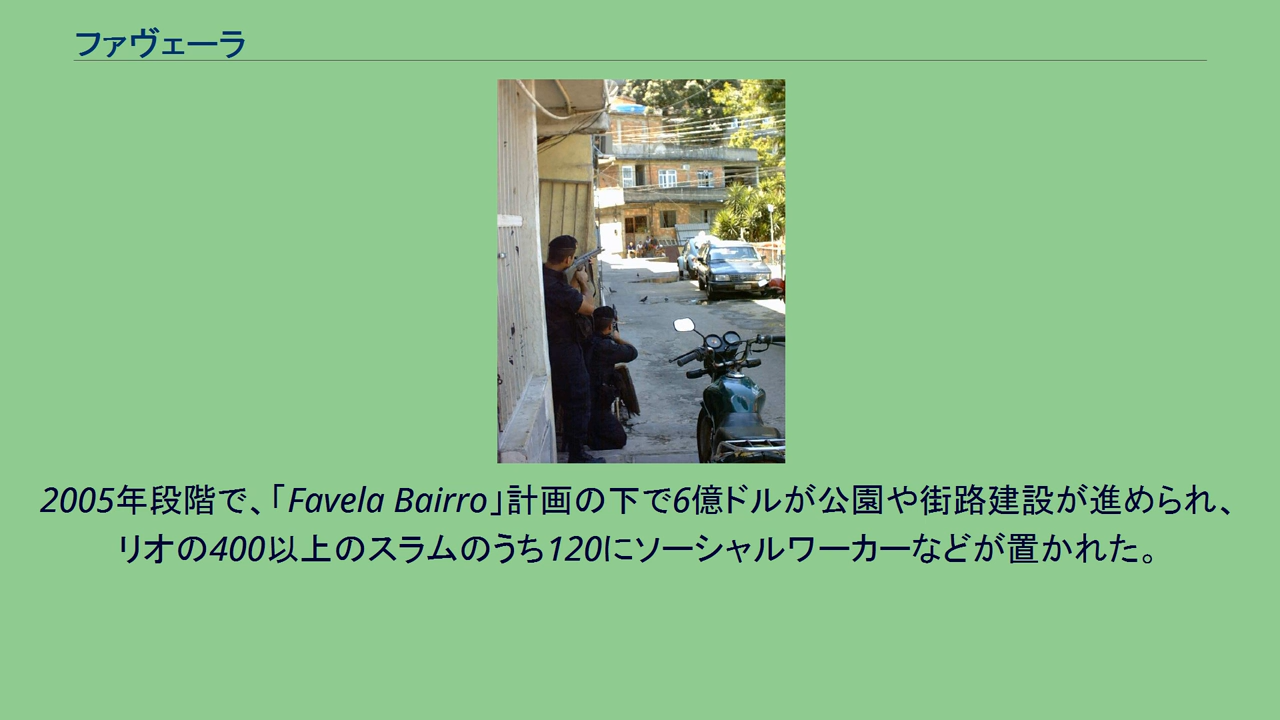 ファヴェーラ
2005年段階で、「Favela Bairro」計画の下で6億ドルが公園や街路建設が進められ、
リオの400以上のスラムのうち120にソーシャルワーカーなどが置かれた。